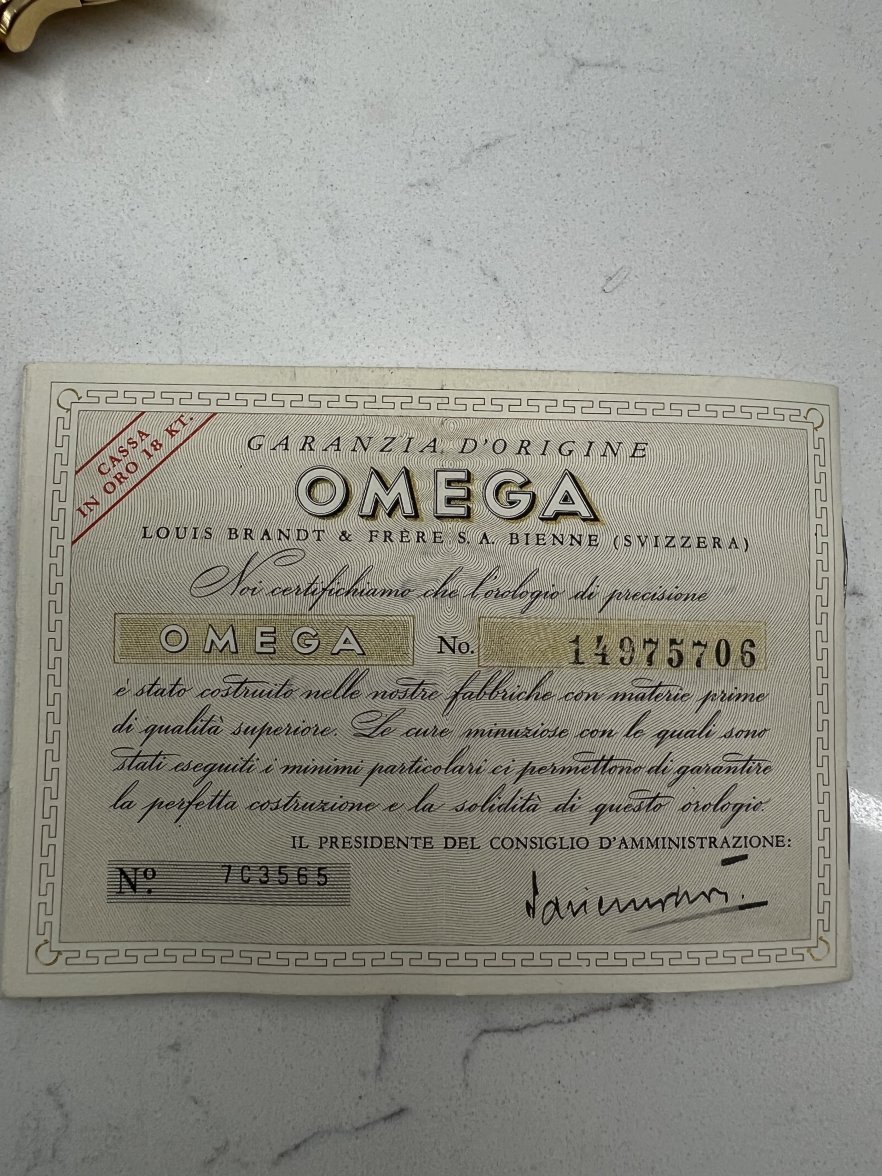 CASSA
IN ORO 18 KT.
GARANZIA D'ORIGINE
OMEGA
LOUIS BRANDT & FRÈRE S. A. BIENNE (SVIZZERA)
Noi certifichiamo che l'orologio di precisione
OMEGA No. 14975706
è stato costruito nelle nostre fabbriche con materie prime
di qualità superiore. Le cure minuziose con le quali sono
stati eseguiti i minimi particolari ci permettono di garantire
la perfetta costruzione e la solidità di questo orologio.
IL PRESIDENTE DEL CONSIGLIO D'AMMINISTRAZIONE:
Nº. 7C3565